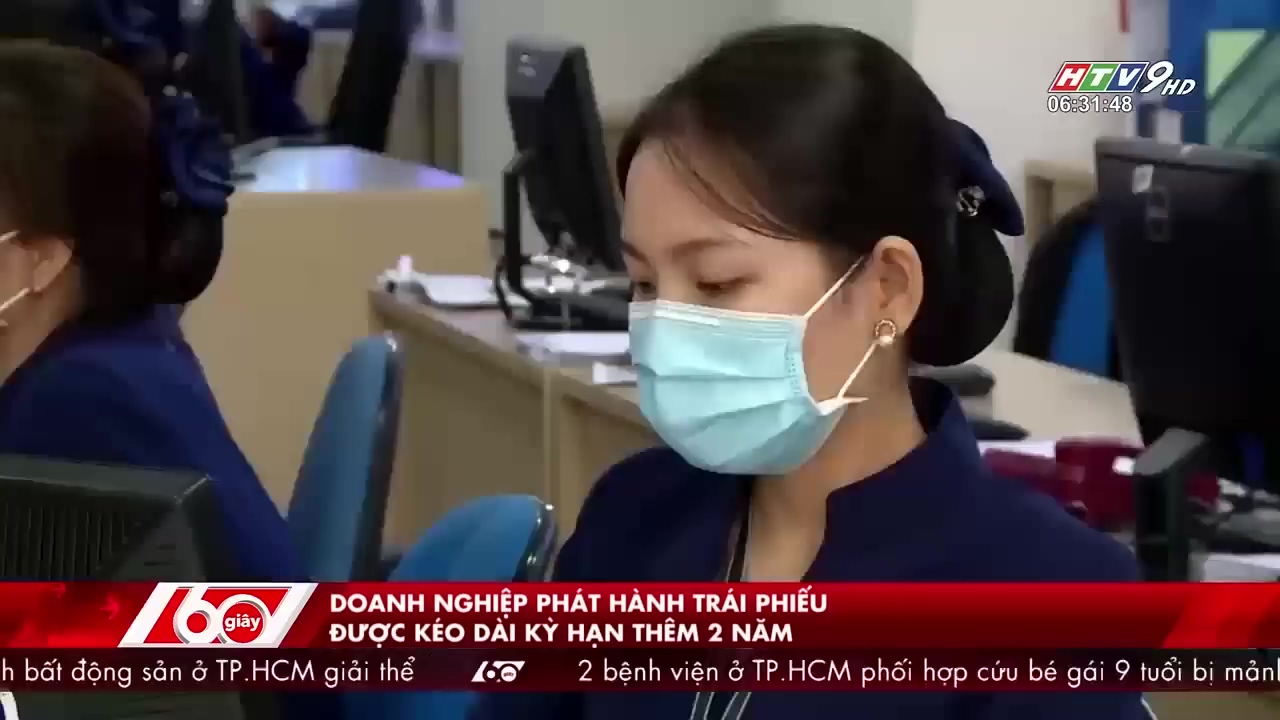 HTV9HD
06:31:48
60 giây
DOANH NGHIỆP PHÁT HÀNH TRÁI PHIẾU
ĐƯỢC KÉO DÀI KỲ HẠN THÊM 2 NĂM
h bất động sản ở TP.HCM giải thể 60 2 bệnh viện ở TP.HCM phối hợp cứu bé gái 9 tuổi bị mảnh